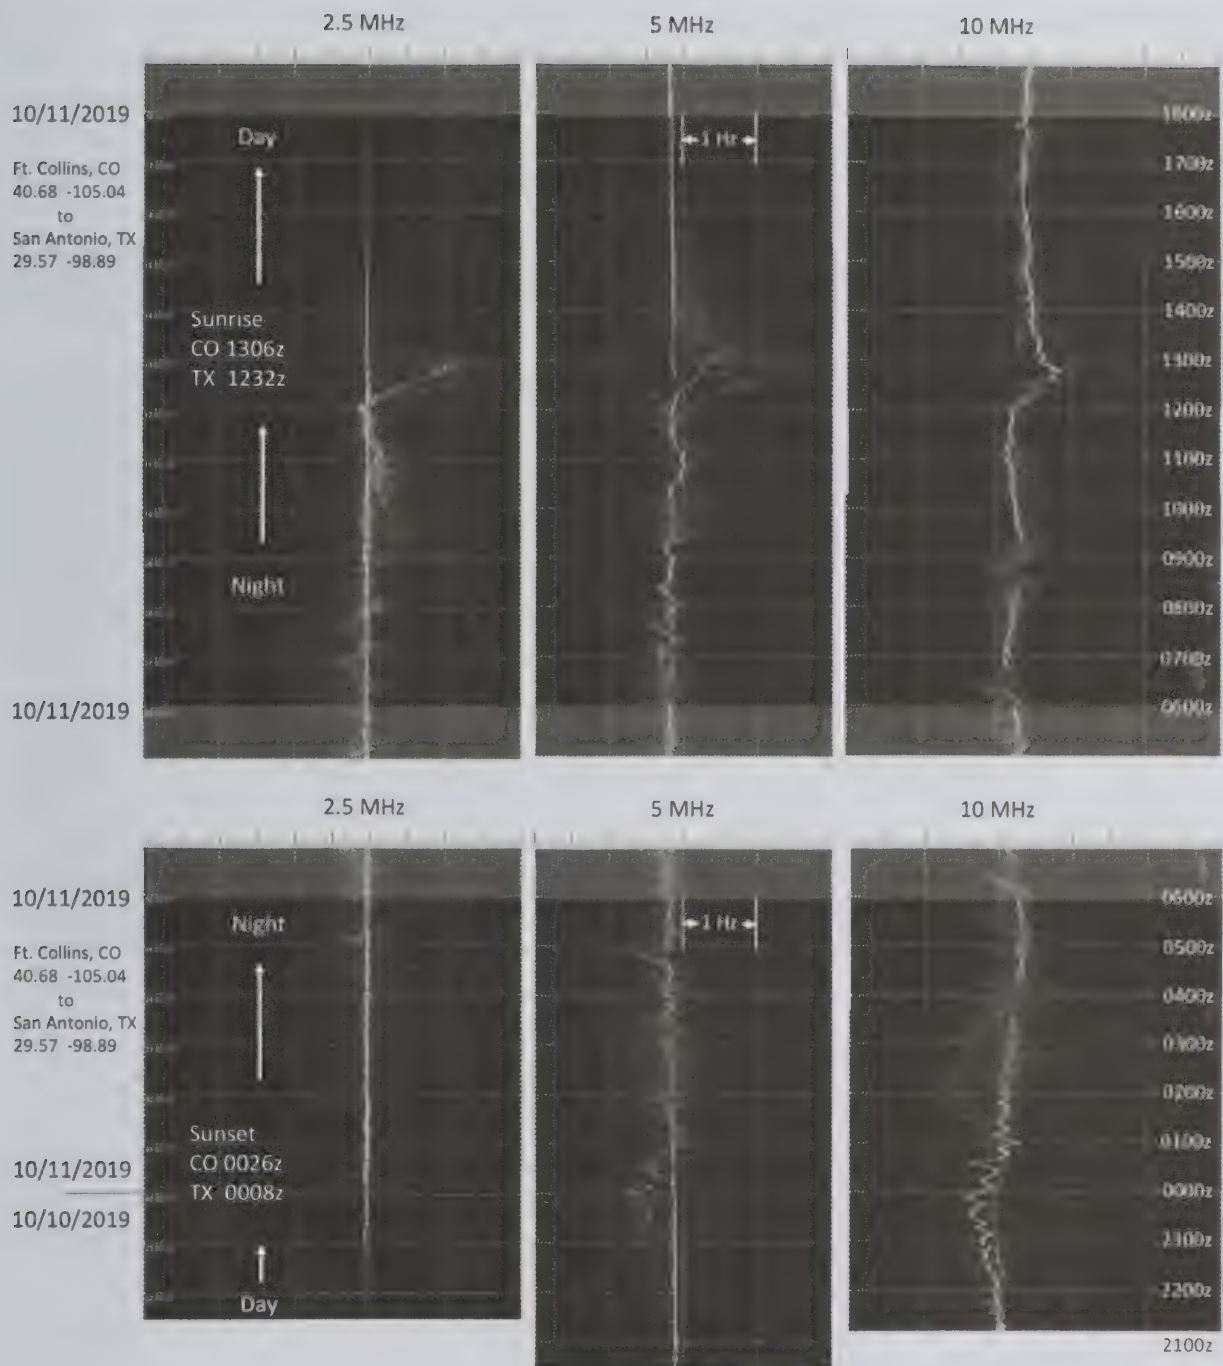 2.5 MHz
5 MHz
10 MHz
10/11/2019
Ft. Collins, CO
40.68 -105.04
to
San Antonio, TX
29.57 -98.89
Day
Sunrise
CO 1306z
TX 1232z
Night
10/11/2019
1 Hz
1800z
1700z
1600z
1500z
1400z
1300z
1200z
1100z
1000z
0900z
0800z
0700z
0600z
2.5 MHz
5 MHz
10 MHz
10/11/2019
Ft. Collins, CO
40.68 -105.04
to
San Antonio, TX
29.57 -98.89
Night
Sunset
CO 0026z
TX 0008z
10/11/2019
10/10/2019
Day
1 Hz
0600z
0500z
0400z
0300z
0200z
0100z
0000z
2300z
2200z
2100z